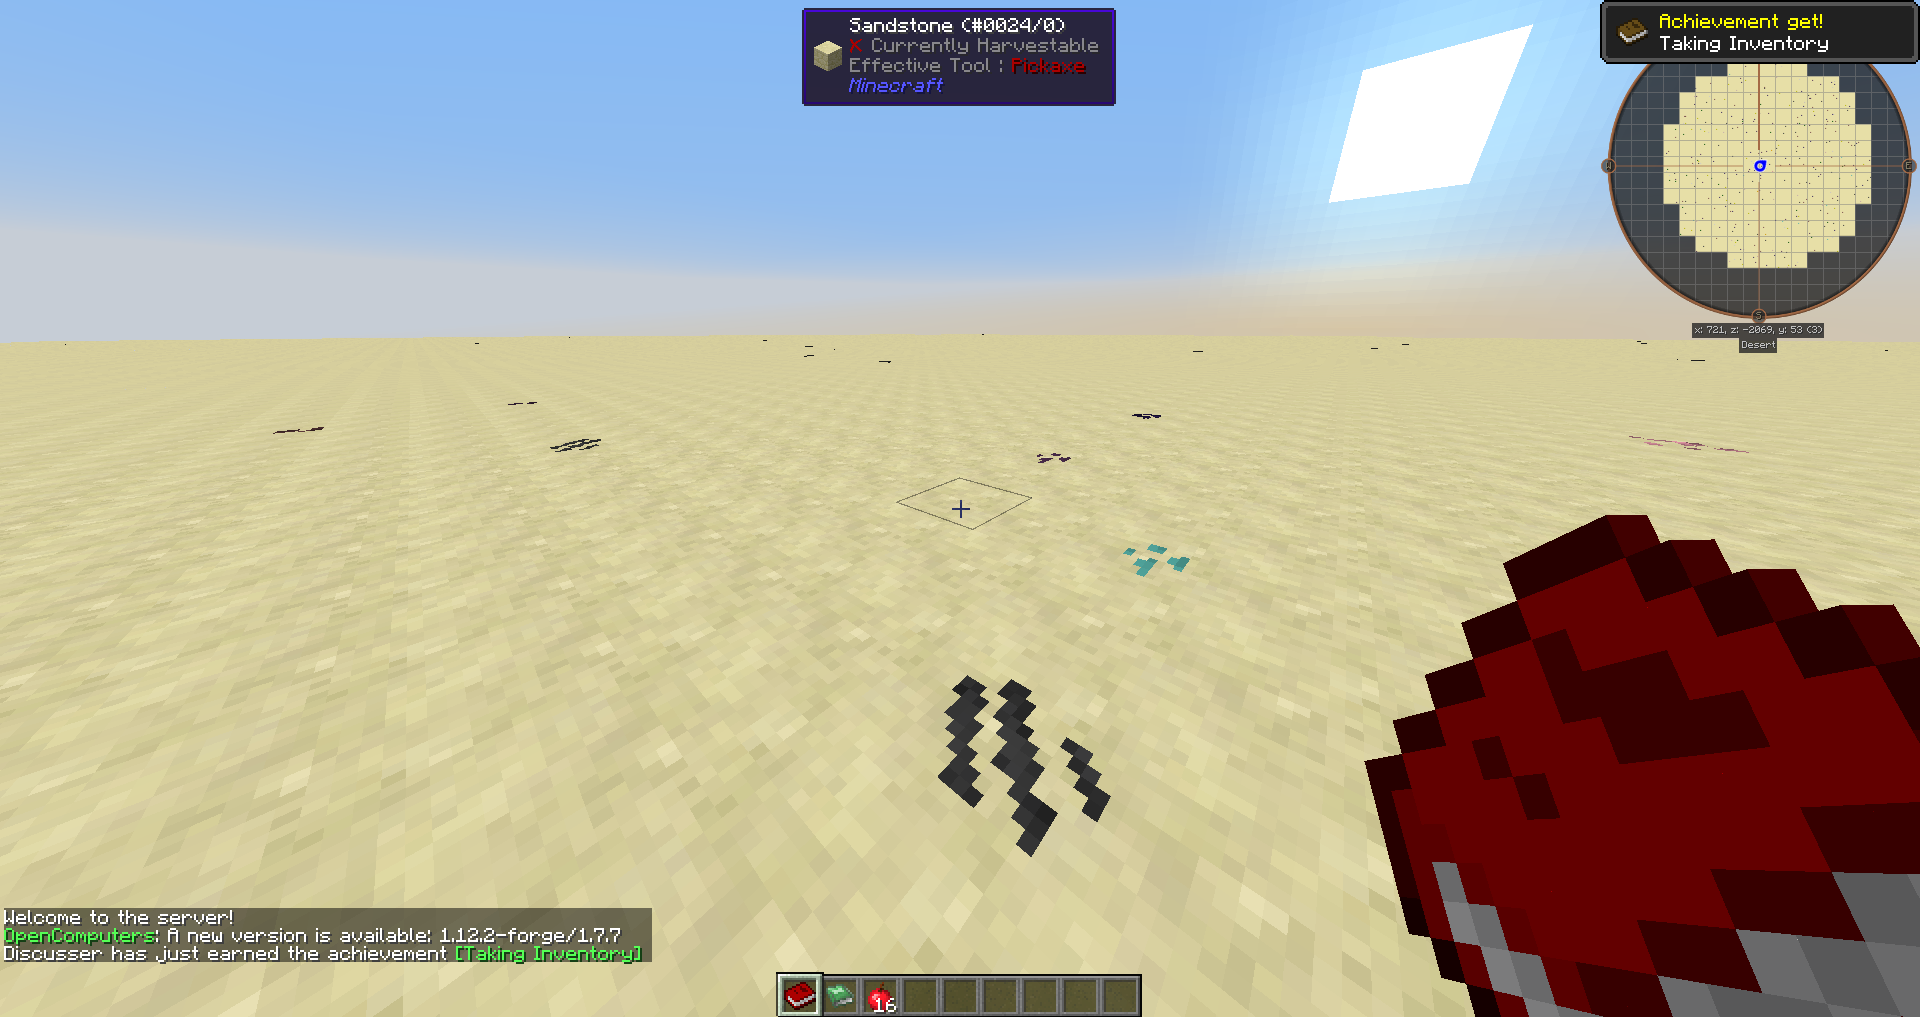 Sandstone (#0024/0)
X Currently Harvestable
Effective Tool : Pickaxe
Minecraft
Achievement get!
Taking Inventory
W
E
S
x: 721, z: -2069, y: 53 (3)
Desert
Welcome to the server!
OpenComputers: A new version is available: 1.12.2-forge/1.7.7
Discusser has just earned the achievement [Taking Inventory]
16